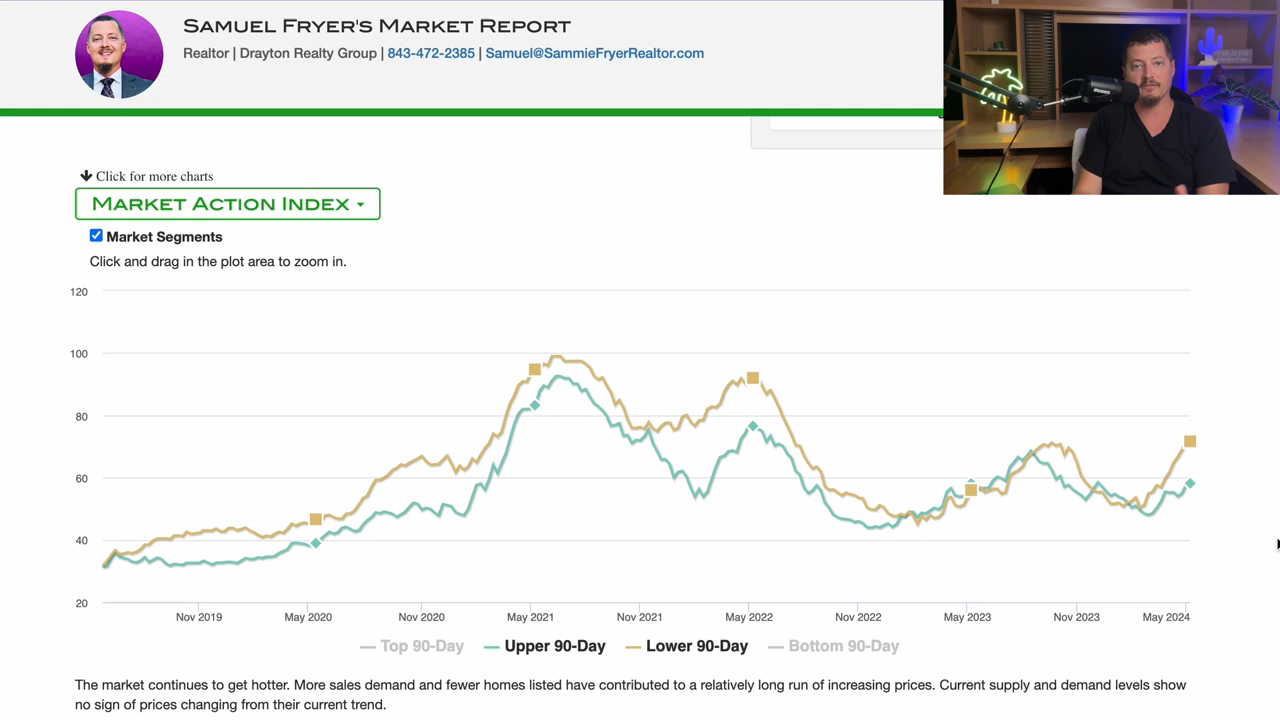 SAMUEL FRYER'S MARKET REPORT
Realtor | Drayton Realty Group | 843-472-2385 | Samuel@SammieFryerRealtor.com
Click for more charts
MARKET ACTION INDEX
Market Segments
Click and drag in the plot area to zoom in.
120
100
80
60
40
20
Nov 2019 May 2020 Nov 2020 May 2021 Nov 2021 May 2022 Nov 2022 May 2023 Nov 2023 May 2024
Top 90-Day Upper 90-Day Lower 90-Day Bottom 90-Day
The market continues to get hotter. More sales demand and fewer homes listed have contributed to a relatively long run of increasing prices. Current supply and demand levels show
no sign of prices changing from their current trend.